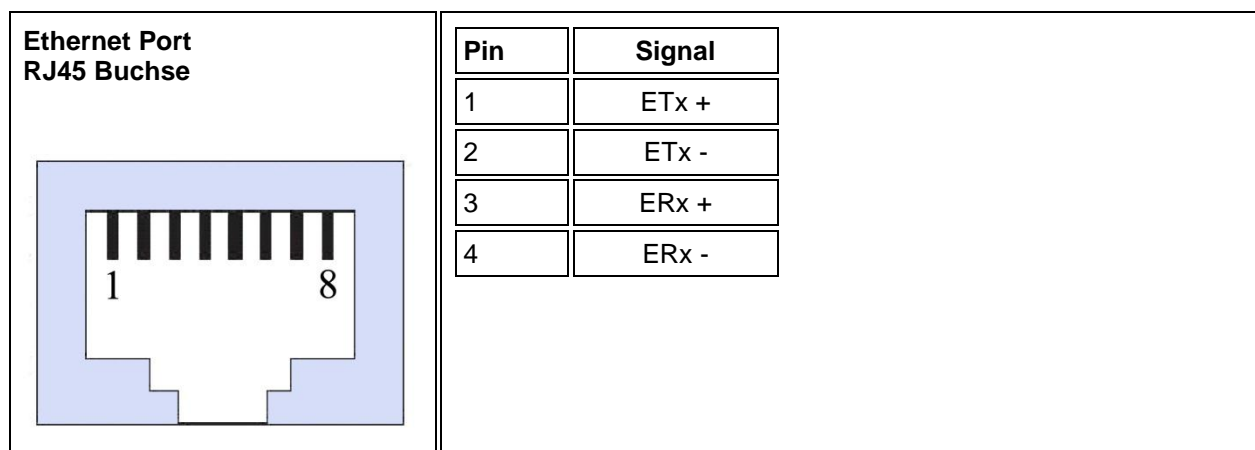 Ethernet Port
RJ45 Buchse
1 8
Pin Signal
1 ETx +
2 ETx -
3 ERx +
4 ERx -